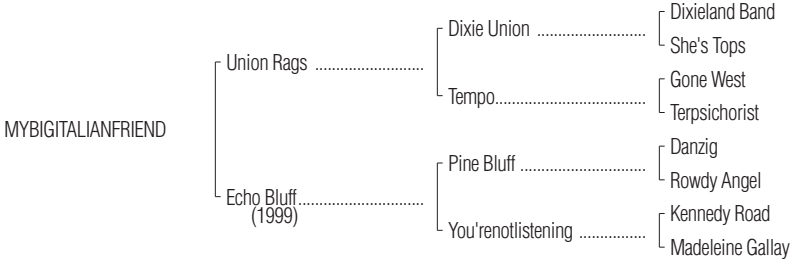 Dixieland Band
Dixie Union ..........................
She's Tops
Union Rags ..........................
Gone West
Tempo....................................
Terpsichorist
MYBIGITALIANFRIEND
Danzig
Pine Bluff ..............................
Rowdy Angel
Echo Bluff..............................
(1999)
Kennedy Road
You'renotlistening ................
Madeleine Gallay